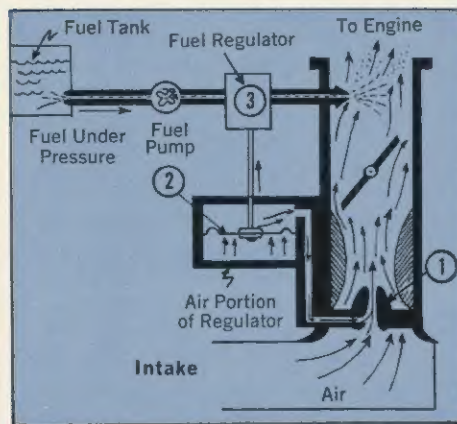 Fuel Tank
To Engine
Fuel Regulator
3
Fuel Under
Pressure
Fuel
Pump
2
1
Air Portion
of Regulator
Intake
Air